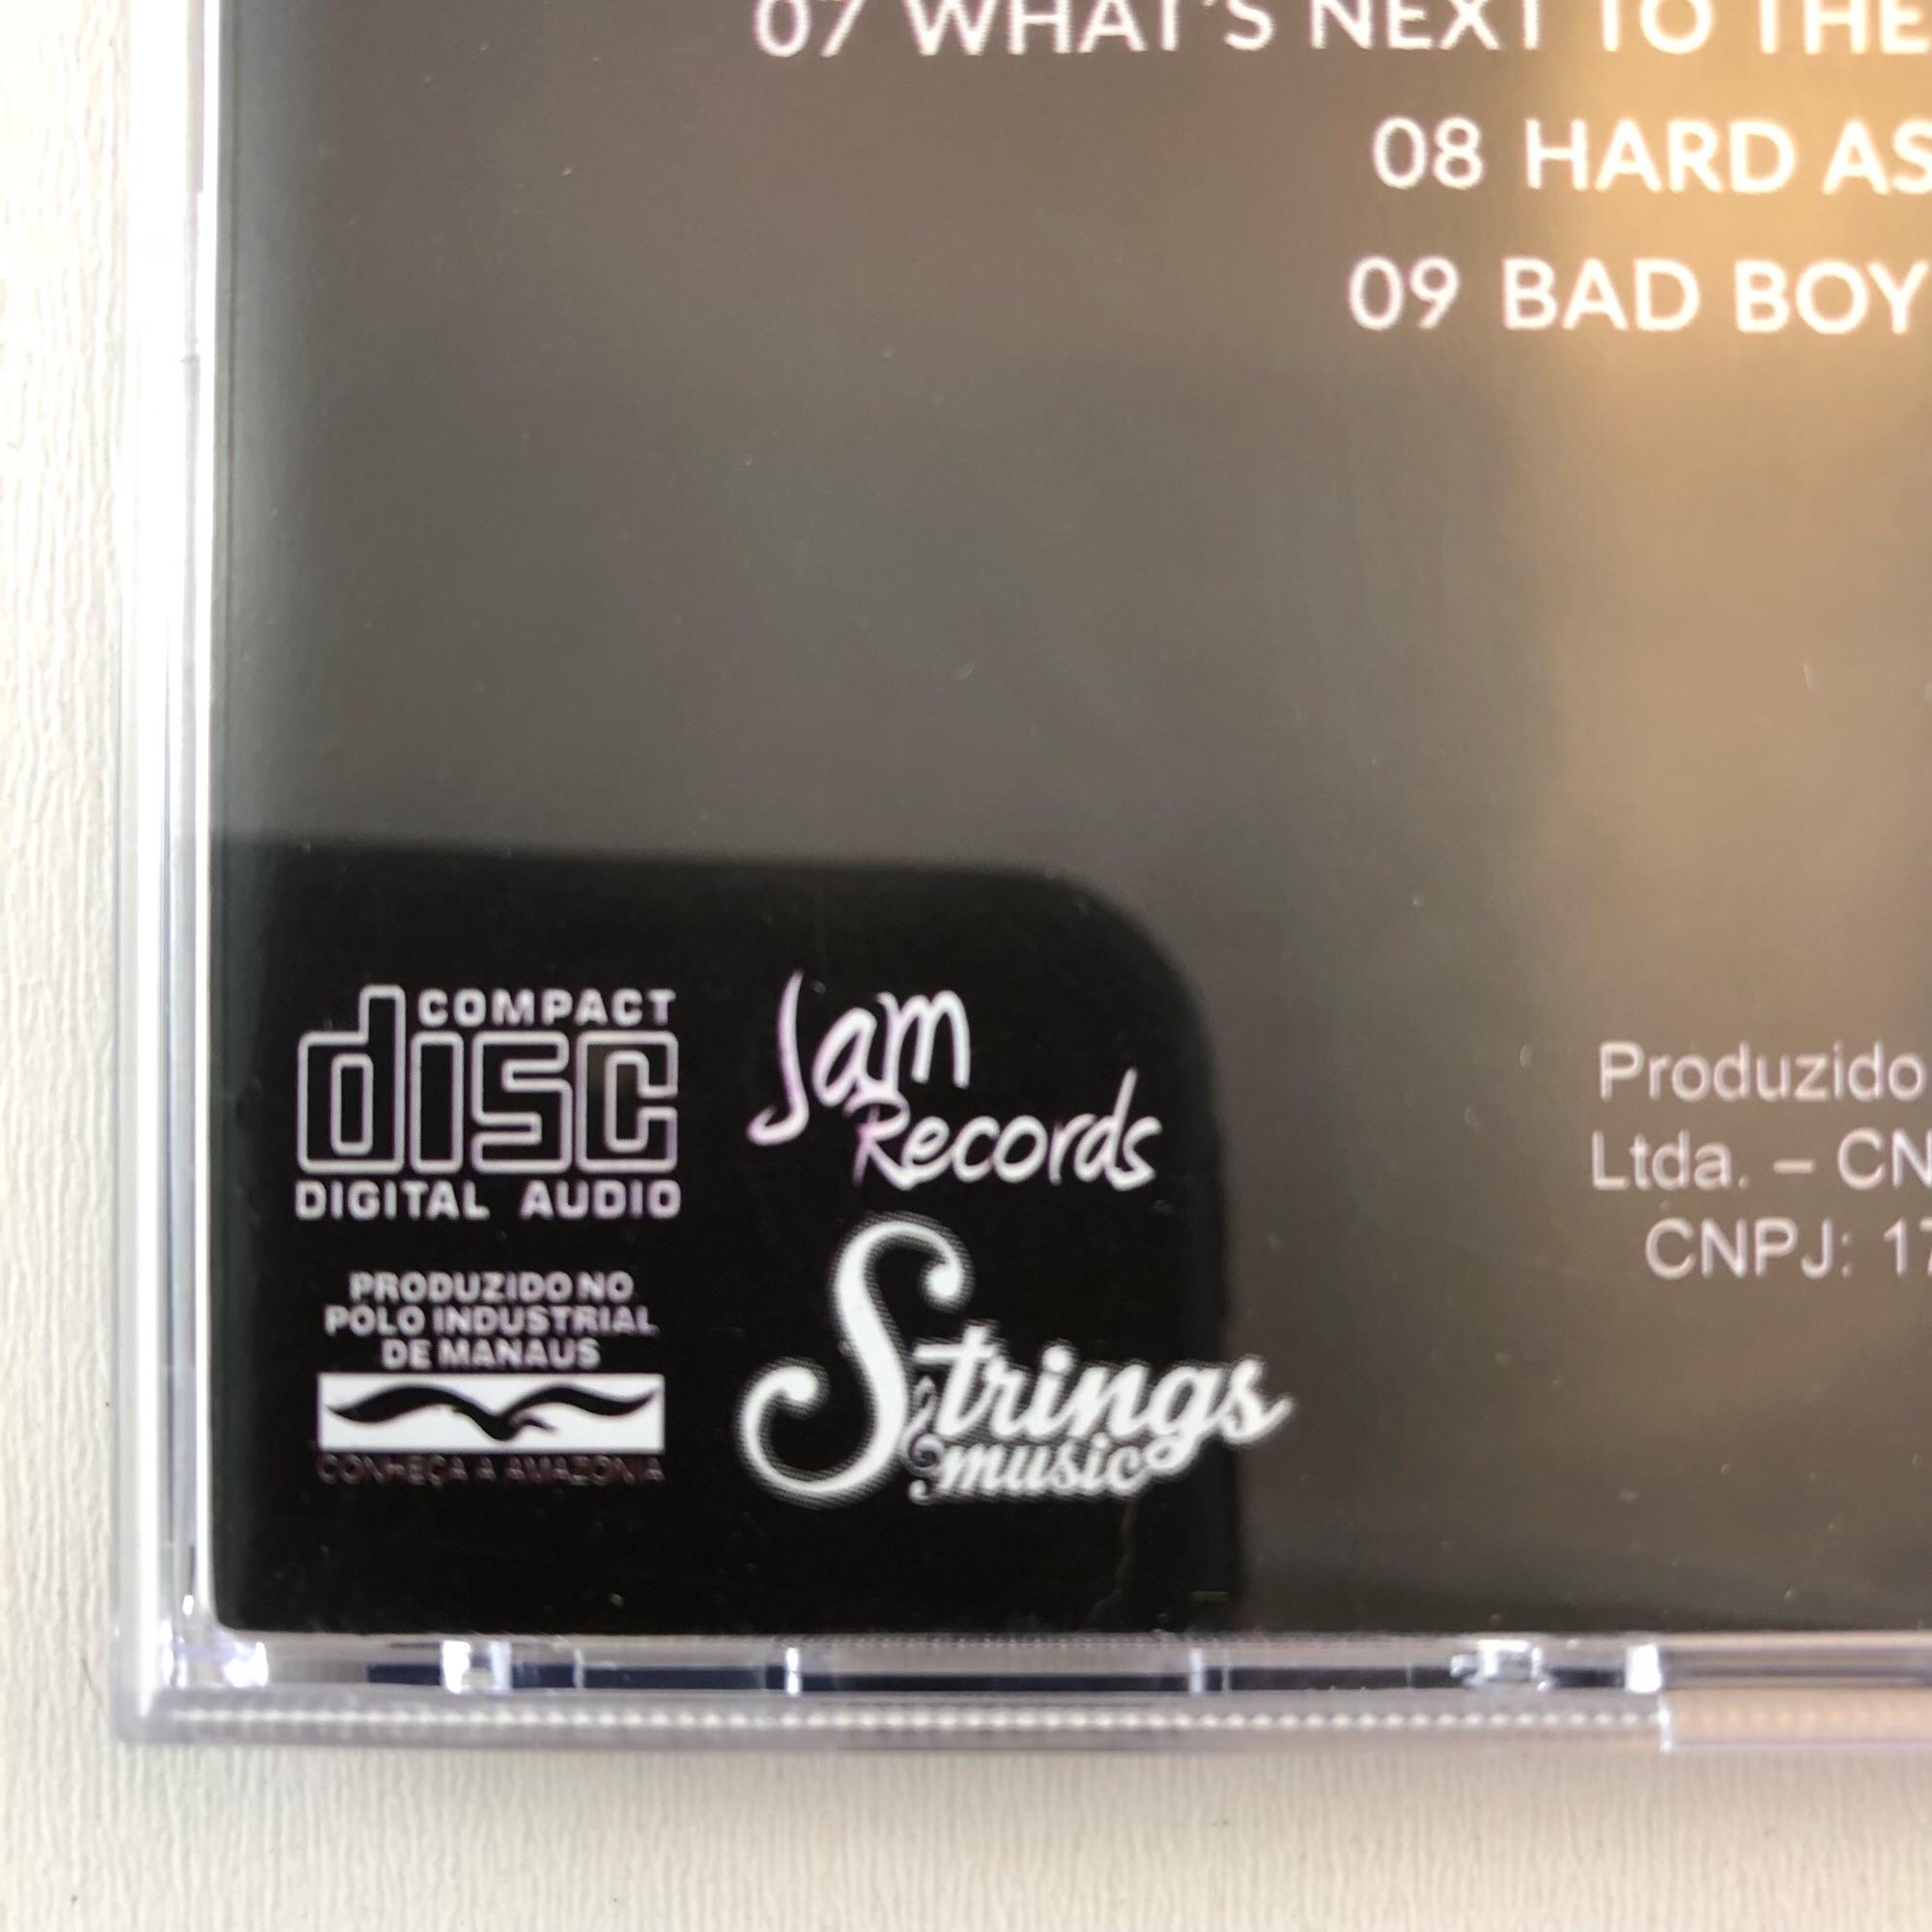 07 WHAT'S NEXT TO THE
08 HARD AS
09 BAD BOY
COMPACT
disc
DIGITAL AUDIO
Jam
Records
PRODUZIDO NO
PÓLO INDUSTRIAL
DE MANAUS
CONHEÇA A AMAZÔNIA
Strings
music
Produzido
Ltda. – CN
CNPJ: 17